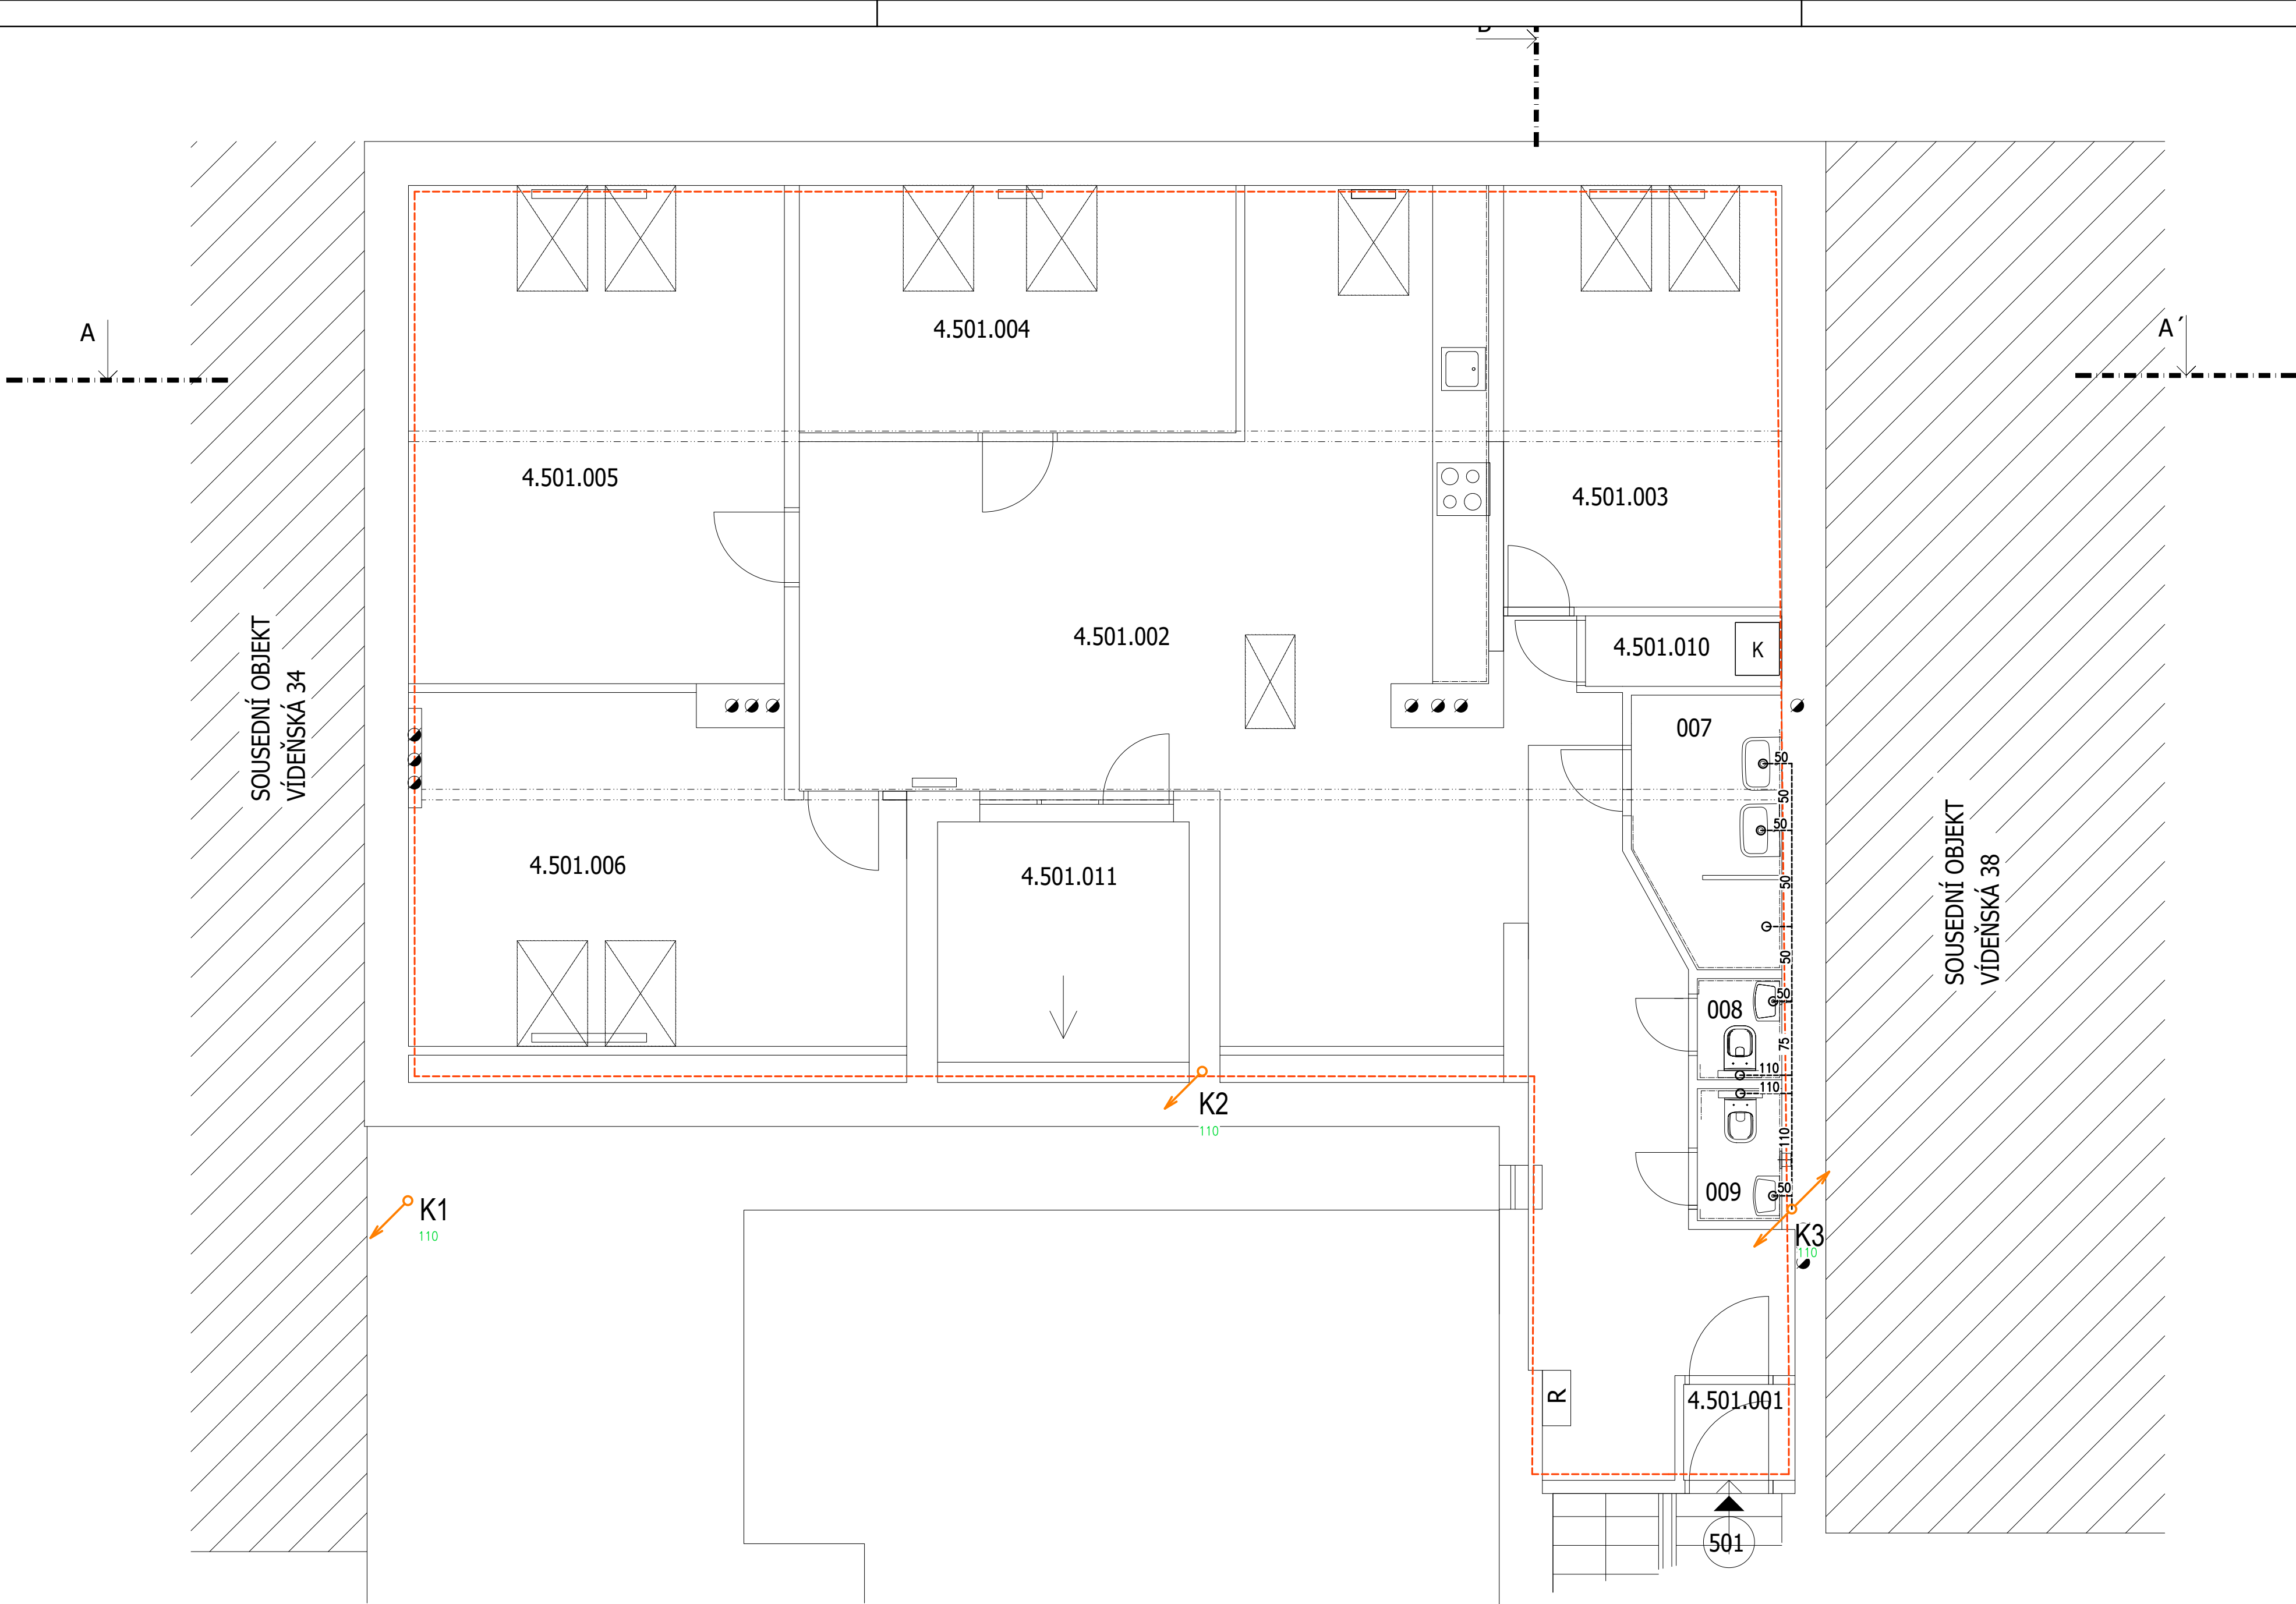 A
A´
4.501.004
4.501.005
4.501.003
4.501.002
4.501.010
K
007
50
50
50
50
50
4.501.006
4.501.011
SOUSEDNÍ OBJEKT
VÍDEŇSKÁ 34
SOUSEDNÍ OBJEKT
VÍDEŇSKÁ 38
008
50
75
110
110
110
009
50
K1
110
K2
110
K3
110
R
4.501.001
501